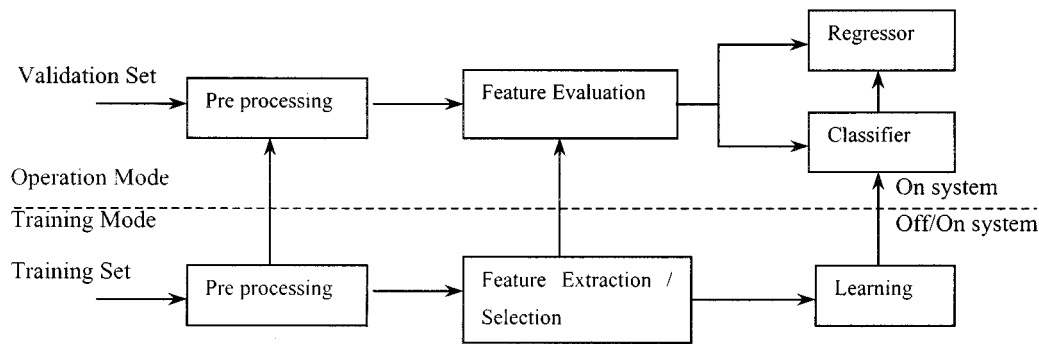 Regressor
Validation Set
Pre processing
Feature Evaluation
Classifier
Operation Mode
On system
Training Mode
Off/On system
Training Set
Pre processing
Feature Extraction /
Selection
Learning